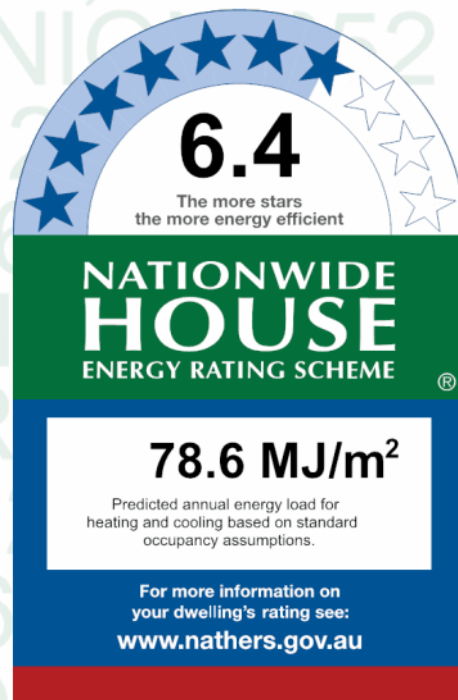 6.4
The more stars
the more energy efficient
NATIONWIDE
HOUSE
ENERGY RATING SCHEME
®
78.6 MJ/m²
Predicted annual energy load for
heating and cooling based on standard
occupancy assumptions.
For more information on
your dwelling's rating see:
www.nathers.gov.au